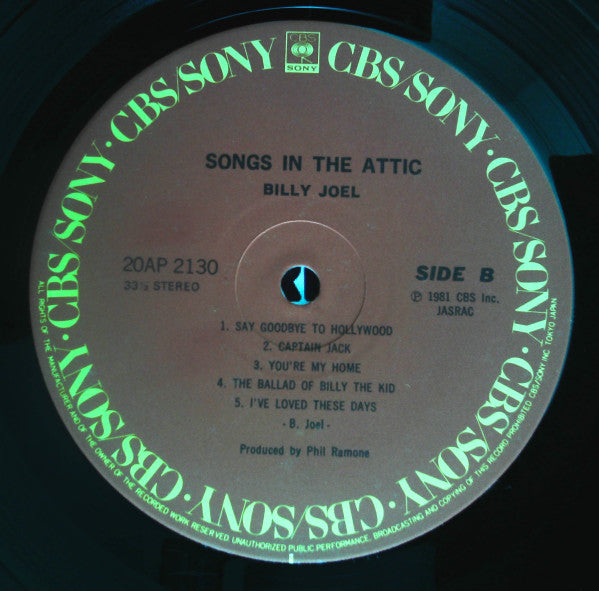 CBS
SONY
CBS/SONY · CBS/SONY · CBS/SONY · CBS/SONY · CBS/SONY · CBS/SONY · CBS/SONY · CBS/SONY
SONGS IN THE ATTIC
BILLY JOEL
20AP 2130
33⅓ STEREO
SIDE B
Ⓟ 1981 CBS Inc.
JASRAC
1. SAY GOODBYE TO HOLLYWOOD
2. CAPTAIN JACK
3. YOU'RE MY HOME
4. THE BALLAD OF BILLY THE KID
5. I'VE LOVED THESE DAYS
- B. Joel -
Produced by Phil Ramone
ALL RIGHTS OF THE MANUFACTURER AND OF THE OWNER OF THE RECORDED WORK RESERVED UNAUTHORIZED PUBLIC PERFORMANCE, BROADCASTING AND COPYING OF THIS RECORD PROHIBITED CBS/SONY INC. TOKYO JAPAN